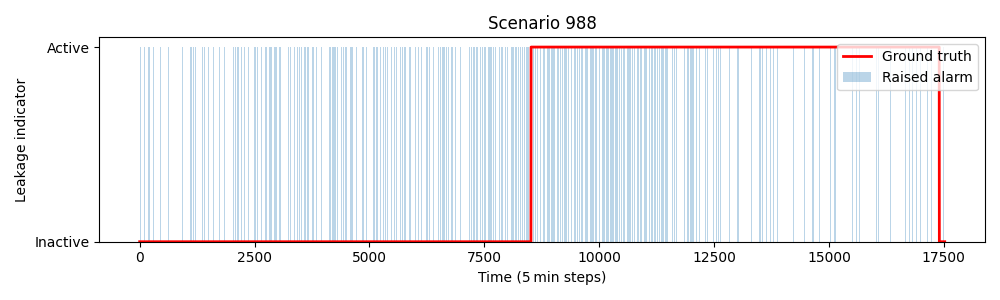 Scenario 988
Active
Inactive
Leakage indicator
Ground truth
Raised alarm
0 2500 5000 7500 10000 12500 15000 17500
Time (5 min steps)